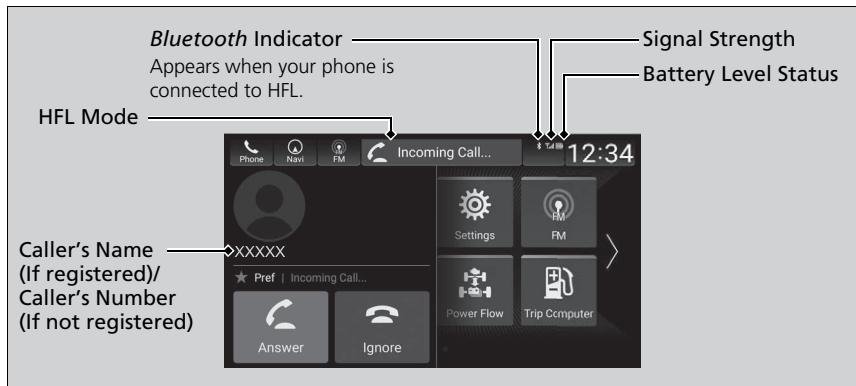 Bluetooth Indicator
Appears when your phone is
connected to HFL.
Signal Strength
Battery Level Status
HFL Mode
Phone
Navi
FM
Incoming Call...
12:34
Caller's Name
(If registered)/
Caller's Number
(If not registered)
XXXXX
Pref | Incoming Call...
Answer
Ignore
Settings
FM
Power Flow
Trip Computer